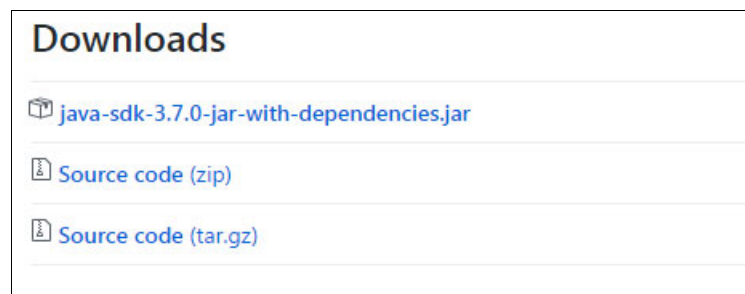 Downloads
java-sdk-3.7.0-jar-with-dependencies.jar
Source code (zip)
Source code (tar.gz)